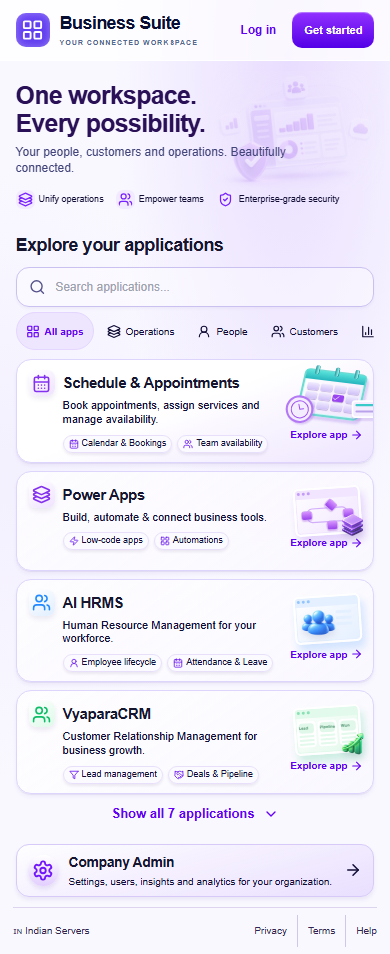 Business Suite
YOUR CONNECTED WORKSPACE
Log in
Get started
One workspace.
Every possibility.
Your people, customers and operations. Beautifully
connected.
Unify operations
Empower teams
Enterprise-grade security
Explore your applications
Search applications...
All apps
Operations
People
Customers
Schedule & Appointments
Book appointments, assign services and
manage availability.
Calendar & Bookings
Team availability
Explore app
Power Apps
Build, automate & connect business tools.
Low-code apps
Automations
Explore app
AI HRMS
Human Resource Management for your
workforce.
Employee lifecycle
Attendance & Leave
Explore app
VyaparaCRM
Customer Relationship Management for
business growth.
Lead management
Deals & Pipeline
Lead
Pipeline
Won
Explore app
Show all 7 applications
Company Admin
Settings, users, insights and analytics for your organization.
IN Indian Servers
Privacy
Terms
Help